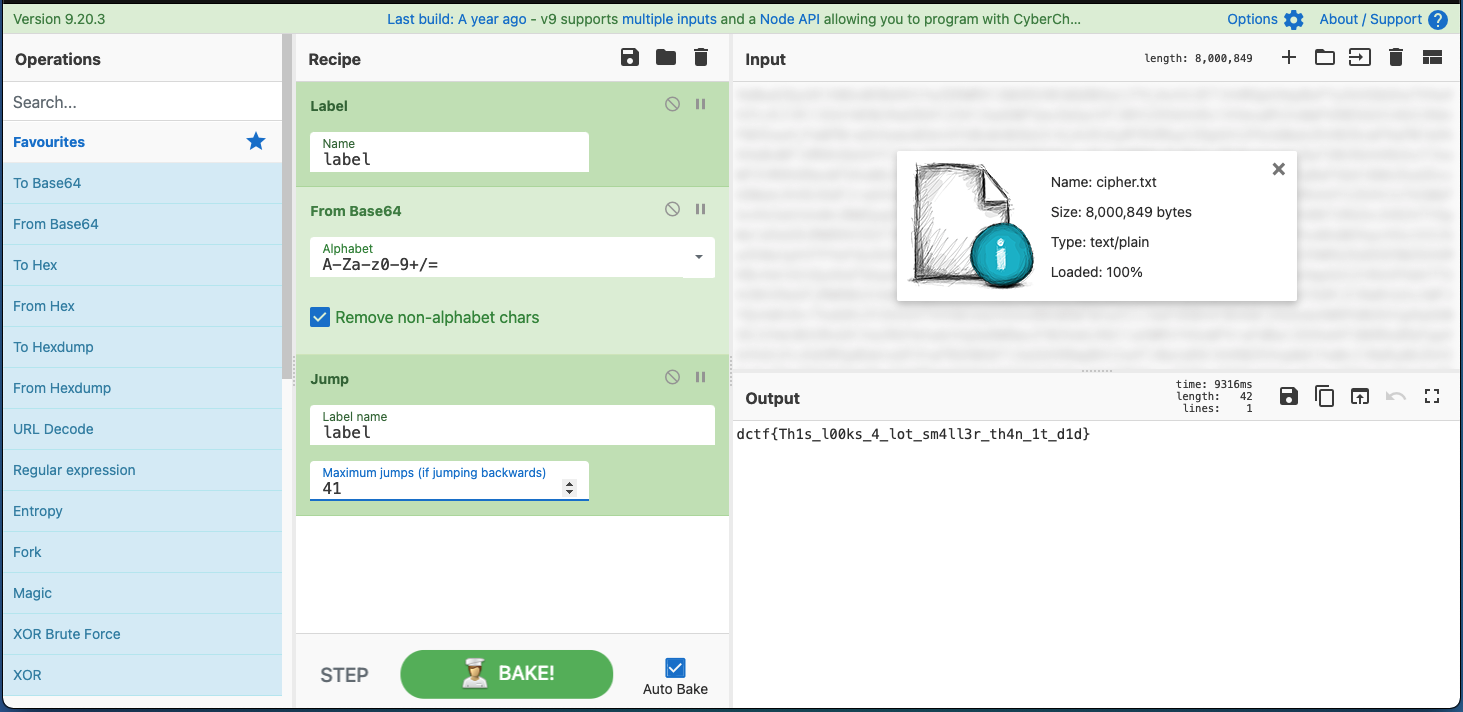 Version 9.20.3
Last build: A year ago - v9 supports multiple inputs and a Node API allowing you to program with CyberCh...
Options
About / Support
Operations
Search...
Favourites
To Base64
From Base64
To Hex
From Hex
To Hexdump
From Hexdump
URL Decode
Regular expression
Entropy
Fork
Magic
XOR Brute Force
XOR
Recipe
Label
Name
label
From Base64
Alphabet
A-Za-z0-9+/=
Remove non-alphabet chars
Jump
Label name
label
Maximum jumps (if jumping backwards)
41
STEP
BAKE!
Auto Bake
Input
length: 8,000,849
Name: cipher.txt
Size: 8,000,849 bytes
Type: text/plain
Loaded: 100%
Output
time: 9316ms
length: 42
lines: 1
dctf{Th1s_l00ks_4_lot_sm4ll3r_th4n_1t_d1d}